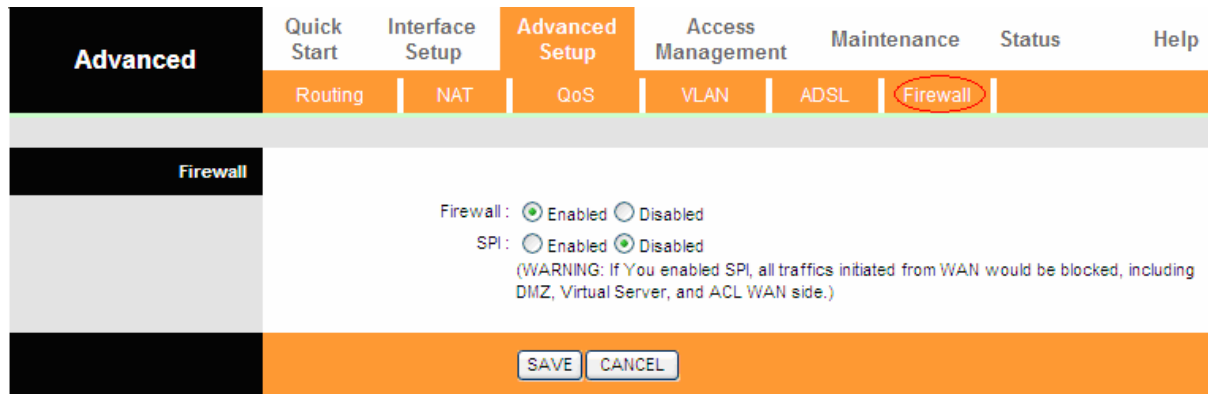 Advanced
Quick Start
Interface Setup
Advanced Setup
Access Management
Maintenance
Status
Help
Routing
NAT
QoS
VLAN
ADSL
Firewall
Firewall
Firewall : Enabled Disabled
SPI : Enabled Disabled
(WARNING: If You enabled SPI, all traffics initiated from WAN would be blocked, including
DMZ, Virtual Server, and ACL WAN side.)
SAVE CANCEL